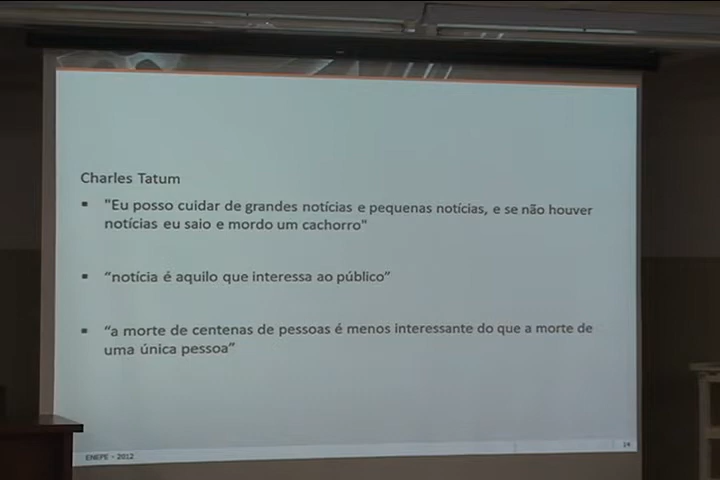 Charles Tatum
▪ "Eu posso cuidar de grandes notícias e pequenas notícias, e se não houver
notícias eu saio e mordo um cachorro"
▪ “notícia é aquilo que interessa ao público”
▪ “a morte de centenas de pessoas é menos interessante do que a morte de
uma única pessoa”
ENEPE - 2012